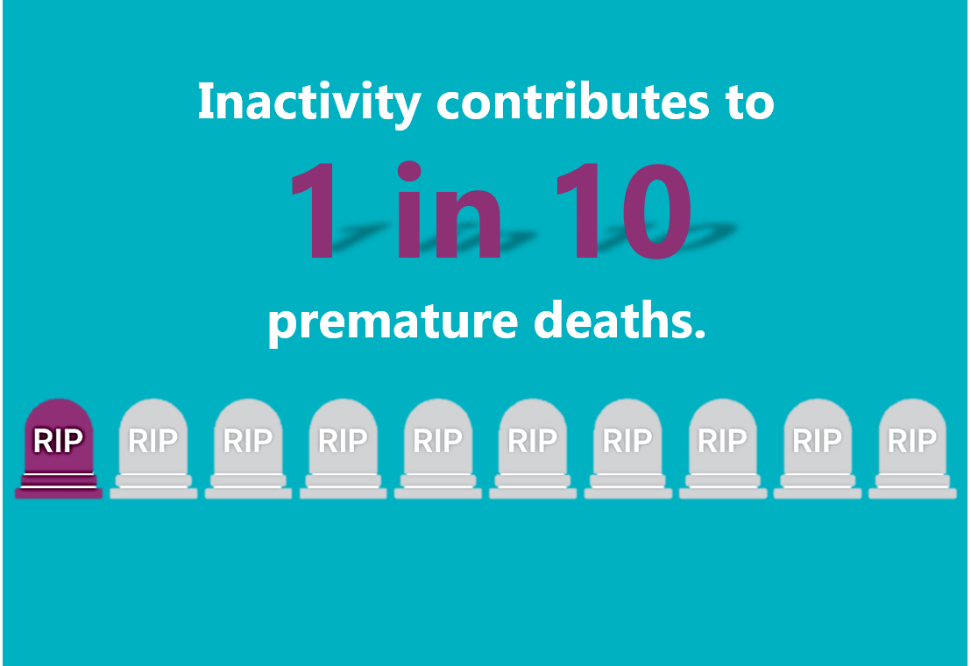 Inactivity contributes to
1 in 10
premature deaths.
RIP RIP RIP RIP RIP RIP RIP RIP RIP RIP